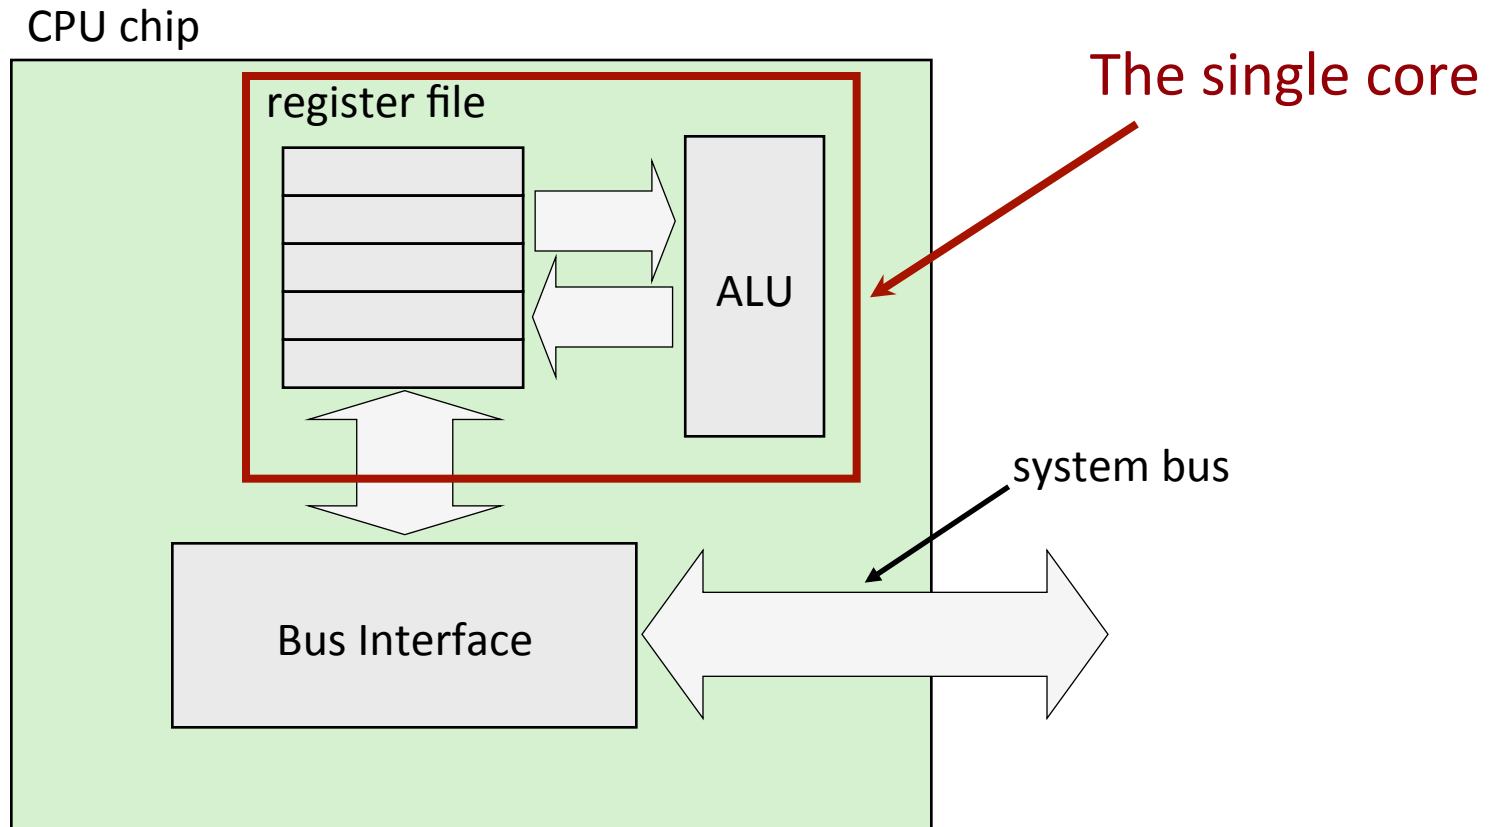 CPU chip
The single core
register file
ALU
system bus
Bus Interface